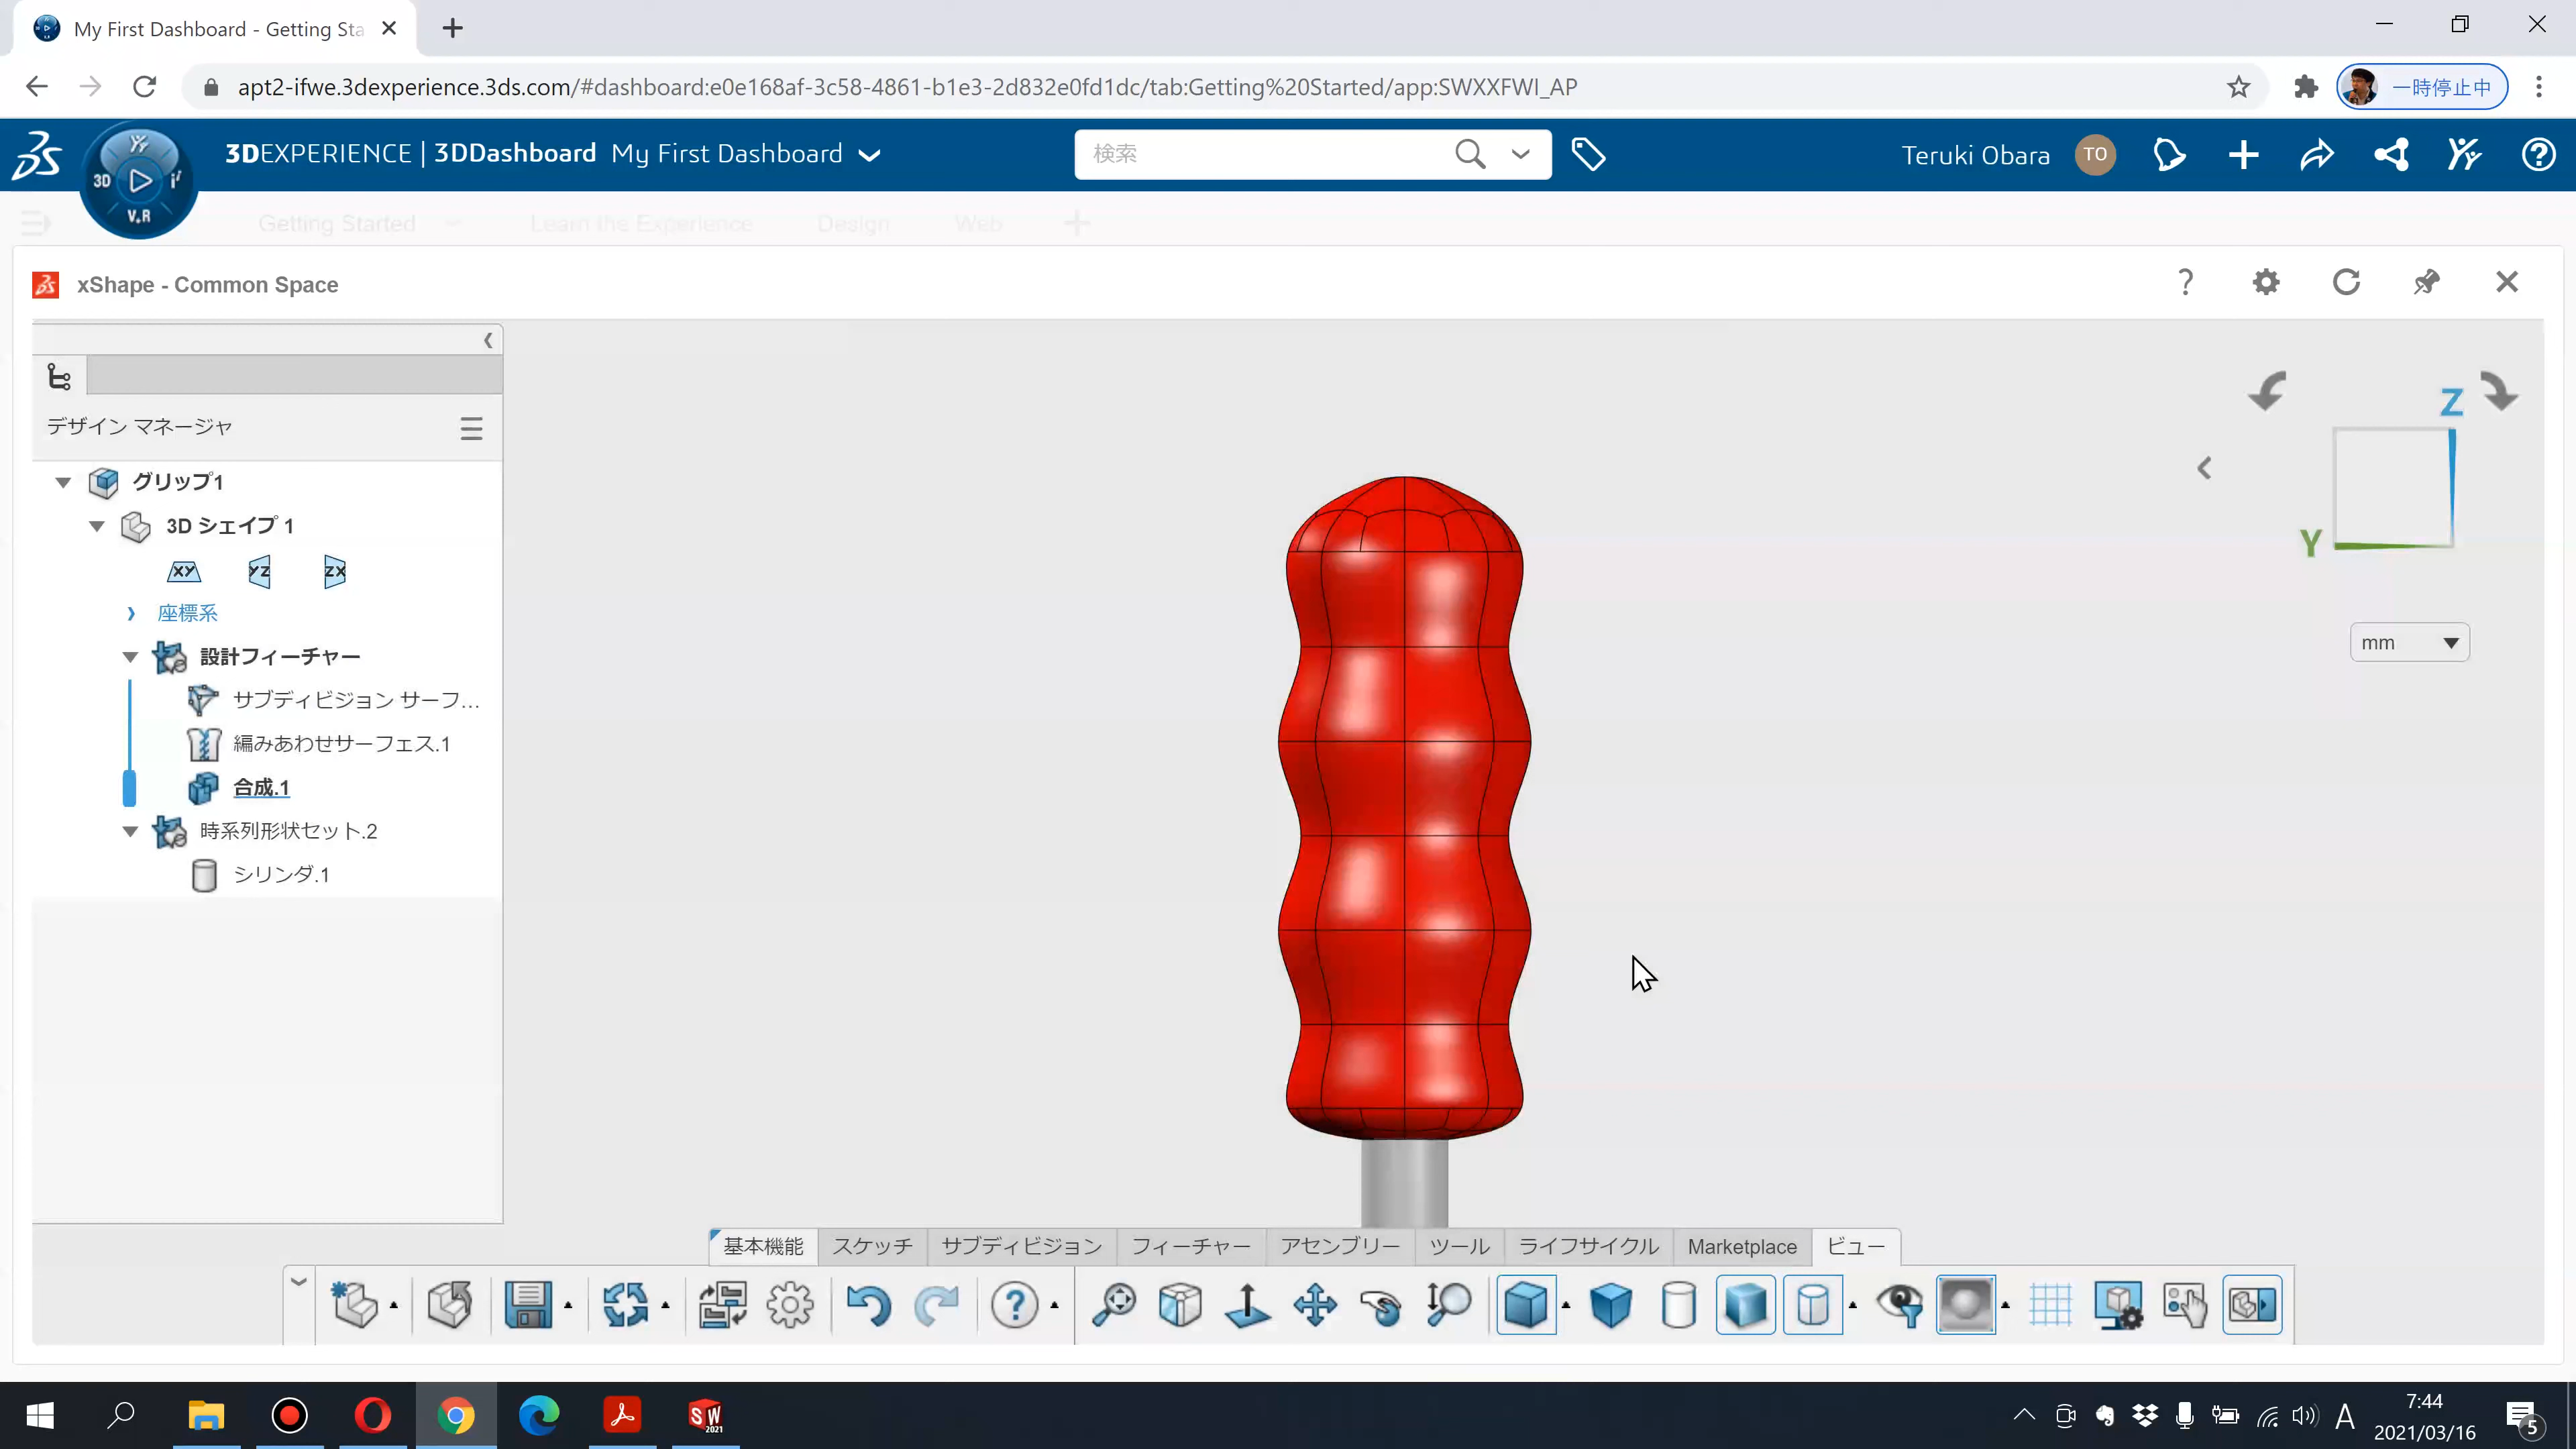 My First Dashboard - Getting Sta
apt2-ifwe.3dexperience.3ds.com/#dashboard:e0e168af-3c58-4861-b1e3-2d832e0fd1dc/tab:Getting%20Started/app:SWXXFWI_AP
一時停止中
3D
V.R
3DEXPERIENCE | 3DDashboard My First Dashboard
検索
Teruki Obara
TO
Getting Started
Learn the Experience
Design
Web
xShape - Common Space
デザイン マネージャ
グリップ1
3D シェイプ 1
XY
YZ
ZX
座標系
設計フィーチャー
サブディビジョン サーフ...
編みあわせサーフェス.1
合成.1
時系列形状セット.2
シリンダ.1
Z
Y
mm
基本機能
スケッチ
サブディビジョン
フィーチャー
アセンブリー
ツール
ライフサイクル
Marketplace
ビュー
SW
2021
A
7:44
2021/03/16
5